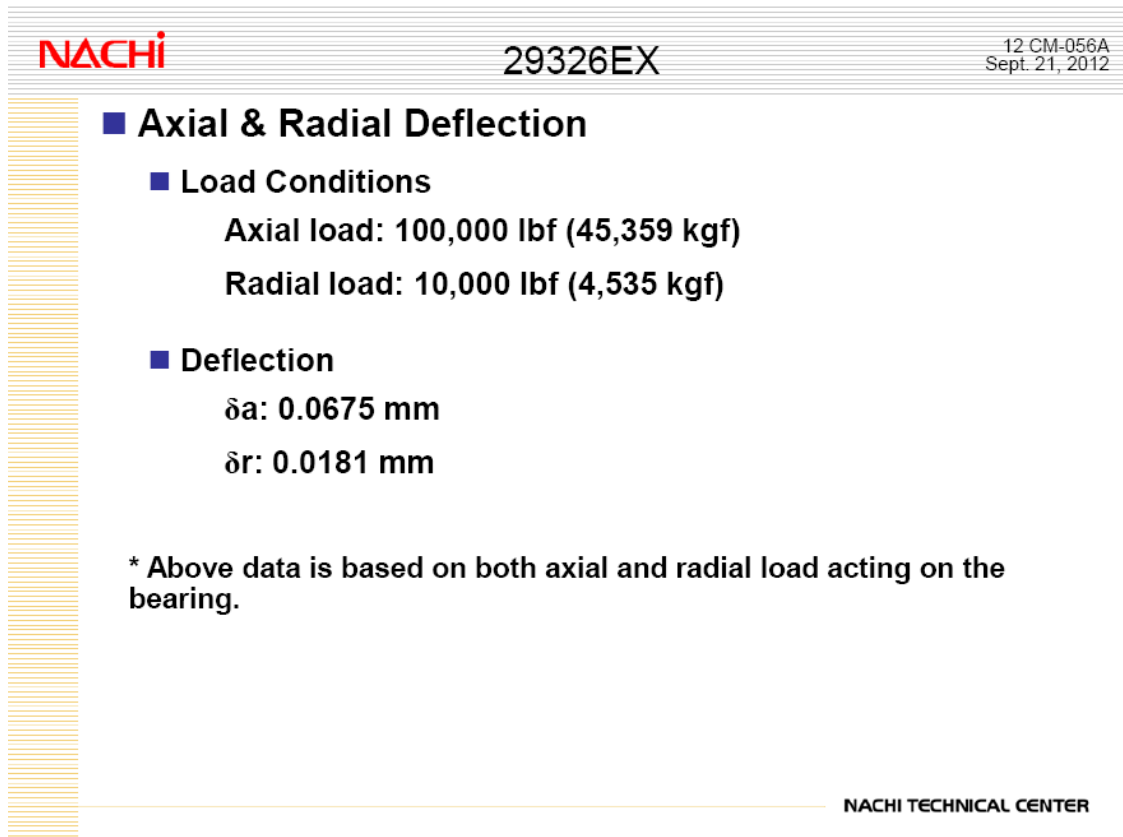 NACHI
29326EX
12 CM-056A
Sept. 21, 2012
Axial & Radial Deflection
Load Conditions
Axial load: 100,000 lbf (45,359 kgf)
Radial load: 10,000 lbf (4,535 kgf)
Deflection
δa: 0.0675 mm
δr: 0.0181 mm
* Above data is based on both axial and radial load acting on the
bearing.
NACHI TECHNICAL CENTER